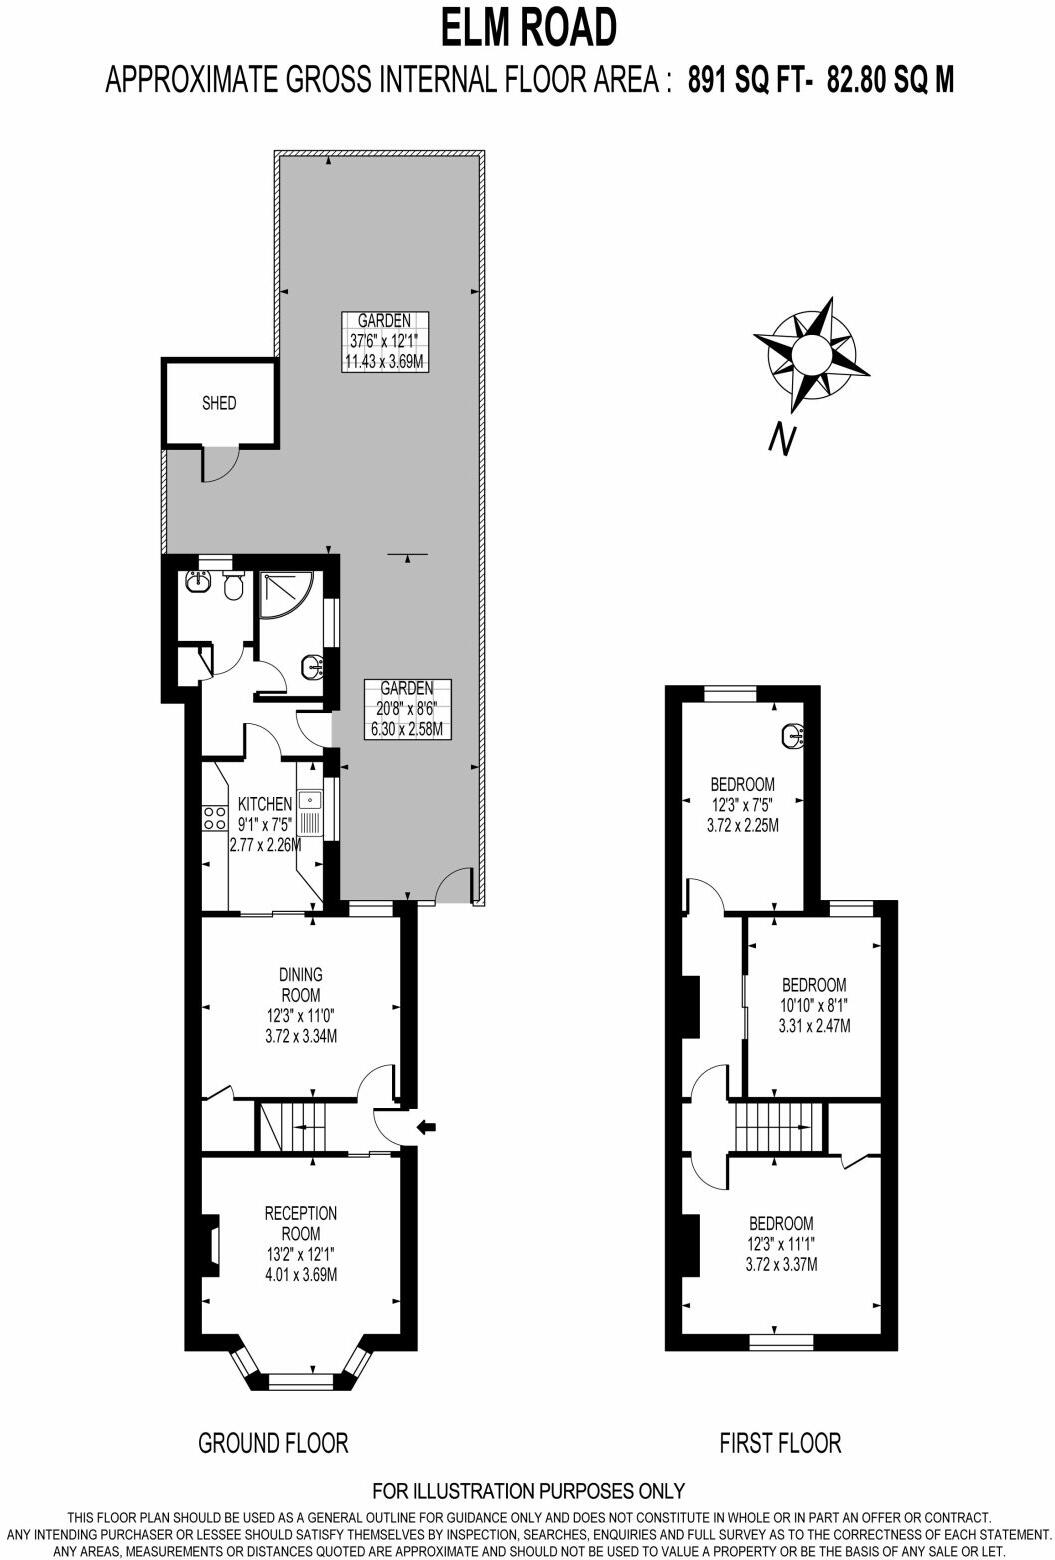 ELM ROAD
APPROXIMATE GROSS INTERNAL FLOOR AREA : 891 SQ FT- 82.80 SQ M
GARDEN
37'6" x 12'1"
11.43 x 3.69M
SHED
N
GARDEN
20'8" x 8'6"
6.30 x 2.58M
KITCHEN
9'1" x 7'5"
2.77 x 2.26M
DINING
ROOM
12'3" x 11'0"
3.72 x 3.34M
RECEPTION
ROOM
13'2" x 12'1"
4.01 x 3.69M
BEDROOM
12'3" x 7'5"
3.72 x 2.25M
BEDROOM
10'10" x 8'1"
3.31 x 2.47M
BEDROOM
12'3" x 11'1"
3.72 x 3.37M
GROUND FLOOR
FIRST FLOOR
FOR ILLUSTRATION PURPOSES ONLY
THIS FLOOR PLAN SHOULD BE USED AS A GENERAL OUTLINE FOR GUIDANCE ONLY AND DOES NOT CONSTITUTE IN WHOLE OR IN PART AN OFFER OR CONTRACT.
ANY INTENDING PURCHASER OR LESSEE SHOULD SATISFY THEMSELVES BY INSPECTION, SEARCHES, ENQUIRIES AND FULL SURVEY AS TO THE CORRECTNESS OF EACH STATEMENT.
ANY AREAS, MEASUREMENTS OR DISTANCES QUOTED ARE APPROXIMATE AND SHOULD NOT BE USED TO VALUE A PROPERTY OR BE THE BASIS OF ANY SALE OR LET.